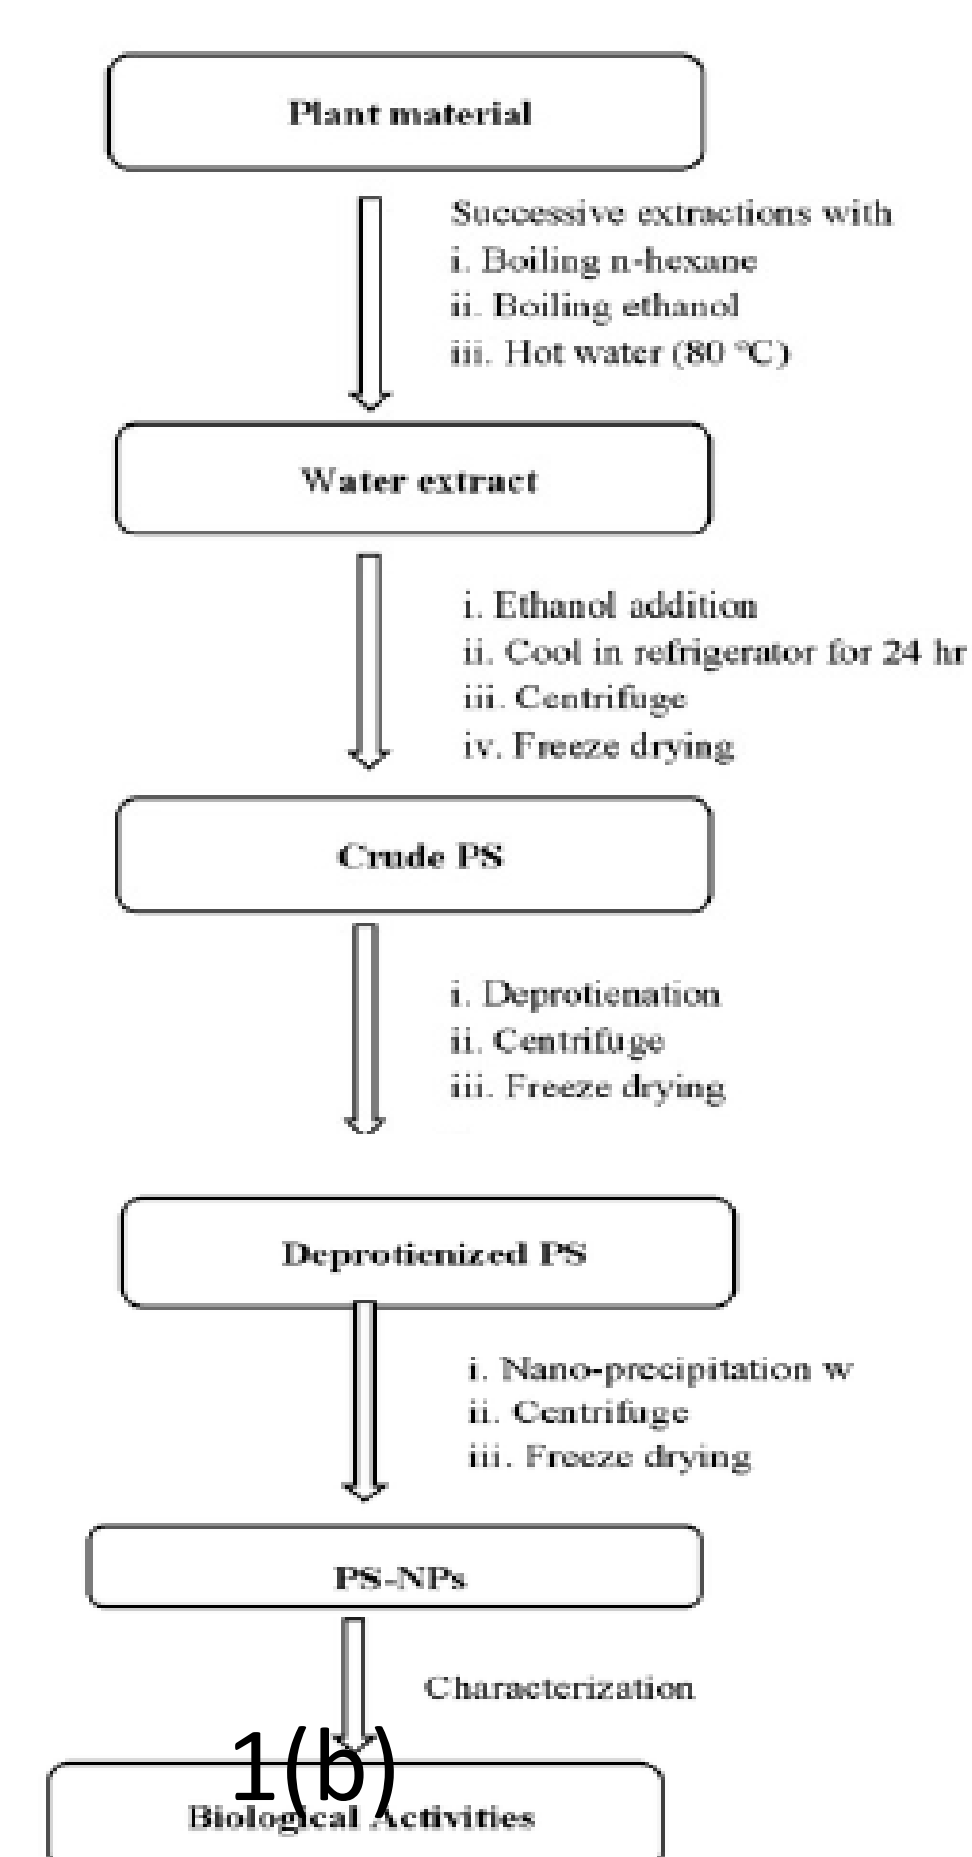 Plant material
Successive extractions with
i. Boiling n-hexane
ii. Boiling ethanol
iii. Hot water (80 °C)
Water extract
i. Ethanol addition
ii. Cool in refrigerator for 24 hr
iii. Centrifuge
iv. Freeze drying
Crude PS
i. Deprotienation
ii. Centrifuge
iii. Freeze drying
Deprotienized PS
i. Nano-precipitation w
ii. Centrifuge
iii. Freeze drying
PS-NPs
Characterization
1(b)
Biological Activities